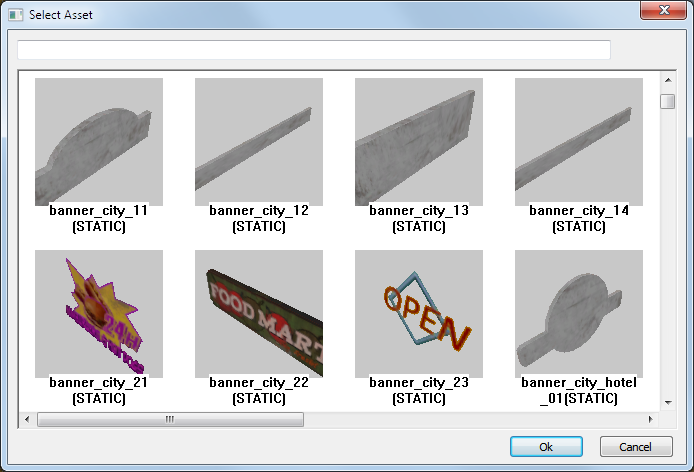 Select Asset
banner_city_11
(STATIC)
banner_city_12
(STATIC)
banner_city_13
(STATIC)
banner_city_14
(STATIC)
24H
FOOD MART
OPEN
banner_city_21
(STATIC)
banner_city_22
(STATIC)
banner_city_23
(STATIC)
banner_city_hotel
_01(STATIC)
Ok
Cancel